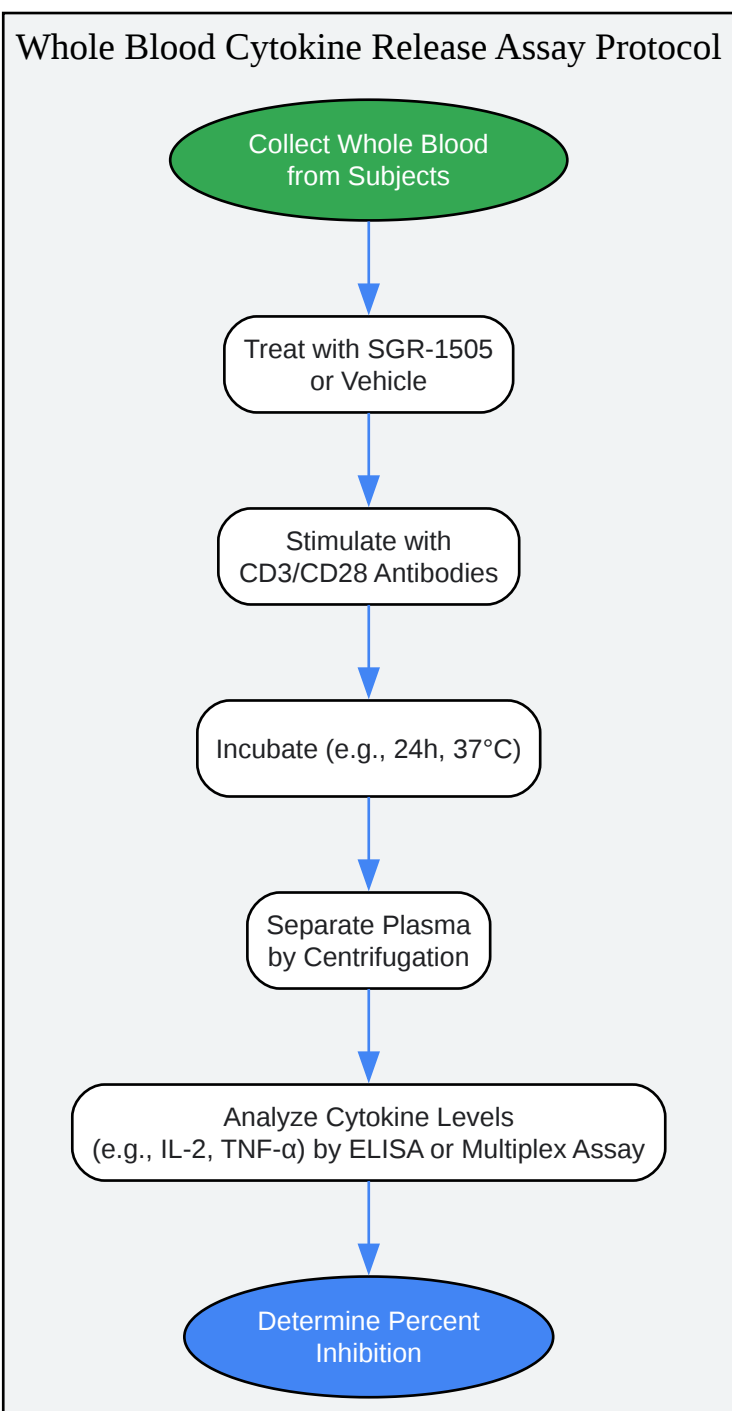 Whole Blood Cytokine Release Assay Protocol
Collect Whole Blood
from Subjects
Treat with SGR-1505
or Vehicle
Stimulate with
CD3/CD28 Antibodies
Incubate (e.g., 24h, 37°C)
Separate Plasma
by Centrifugation
Analyze Cytokine Levels
(e.g., IL-2, TNF-α) by ELISA or Multiplex Assay
Determine Percent
Inhibition